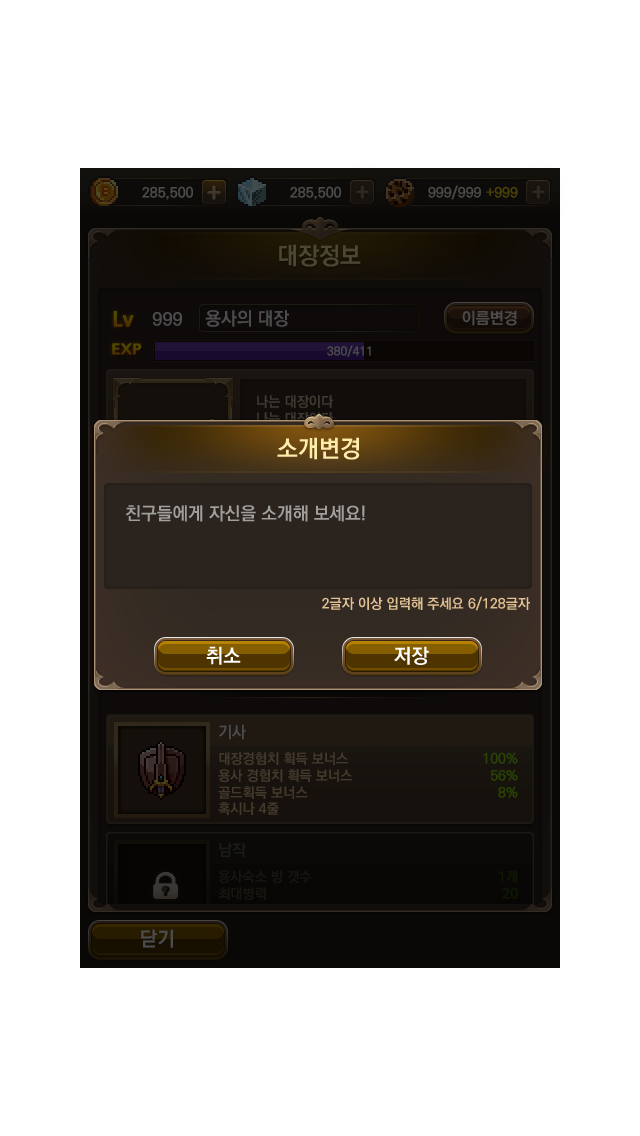 285,500
285,500
999/999 +999
대장정보
Lv 999 용사의 대장 이름변경
EXP 380/411
나는 대장이다
나는 대장이다
소개변경
친구들에게 자신을 소개해 보세요!
2글자 이상 입력해 주세요 6/128글자
취소
저장
기사
대장경험치 획득 보너스 100%
용사 경험치 획득 보너스 56%
골드획득 보너스 8%
혹시나 4줄
남작
용사숙소 방 갯수 1개
최대병력 20
닫기